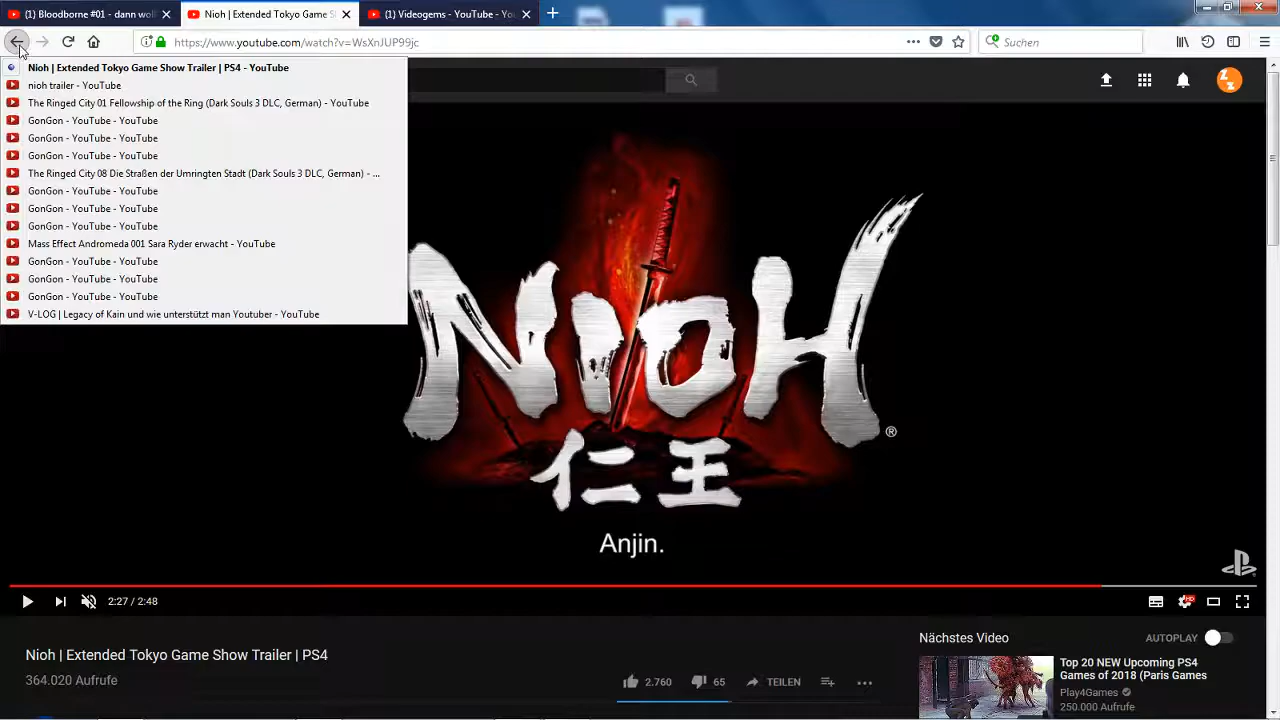 (1) Bloodborne #01 - dann wol
Nioh | Extended Tokyo Game S
(1) Videogems - YouTube - Yo
https://www.youtube.com/watch?v=WsXnJUP99jc
Suchen
Nioh | Extended Tokyo Game Show Trailer | PS4 - YouTube
nioh trailer - YouTube
The Ringed City 01 Fellowship of the Ring (Dark Souls 3 DLC, German) - YouTube
GonGon - YouTube - YouTube
GonGon - YouTube - YouTube
GonGon - YouTube - YouTube
The Ringed City 08 Die Straßen der Umringten Stadt (Dark Souls 3 DLC, German) - ...
GonGon - YouTube - YouTube
GonGon - YouTube - YouTube
GonGon - YouTube - YouTube
Mass Effect Andromeda 001 Sara Ryder erwacht - YouTube
GonGon - YouTube - YouTube
GonGon - YouTube - YouTube
GonGon - YouTube - YouTube
V-LOG | Legacy of Kain und wie unterstützt man Youtuber - YouTube
NIOH
®
仁王
Anjin.
2:27 / 2:48
HD
Nioh | Extended Tokyo Game Show Trailer | PS4
364.020 Aufrufe
2.760
65
TEILEN
Nächstes Video
AUTOPLAY
Top 20 NEW Upcoming PS4
Games of 2018 (Paris Games
Play4Games
250.000 Aufrufe